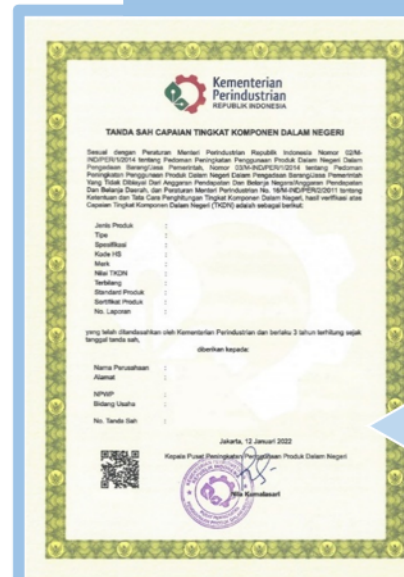 Kementerian
Perindustrian
REPUBLIK INDONESIA
TANDA SAH CAPAIAN TINGKAT KOMPONEN DALAM NEGERI
Sesuai dengan Peraturan Menteri Perindustrian Republik Indonesia Nomor 02/M-
IND/PER/1/2014 tentang Pedoman Peningkatan Penggunaan Produk Dalam Negeri Dalam
Pengadaan Barang/Jasa Pemerintah, Nomor 03/M-IND/PER/1/2014 tentang Pedoman
Peningkatan Penggunaan Produk Dalam Negeri Dalam Pengadaan Barang/Jasa Pemerintah
Yang Tidak Dibiayai Dari Anggaran Pendapatan Dan Belanja Negara/Anggaran Pendapatan
Dan Belanja Daerah, dan Peraturan Menteri Perindustrian No. 16/M-IND/PER/2/2011 tentang
Ketentuan dan Tata Cara Penghitungan Tingkat Komponen Dalam Negeri, hasil verifikasi atas
Capaian Tingkat Komponen Dalam Negeri (TKDN) adalah sebagai berikut:
Jenis Produk :
Tipe :
Spesifikasi :
Kode HS :
Merk :
Nilai TKDN :
Terbilang :
Standard Produk :
Sertifikat Produk :
No. Laporan :
yang telah ditandasahkan oleh Kementerian Perindustrian dan berlaku 3 tahun terhitung sejak
tanggal tanda sah,
diberikan kepada:
Nama Perusahaan :
Alamat :
NPWP :
Bidang Usaha :
No. Tanda Sah :
Jakarta, 12 Januari 2022
Kepala Pusat Peningkatan Penggunaan Produk Dalam Negeri
Nila Kumalasari